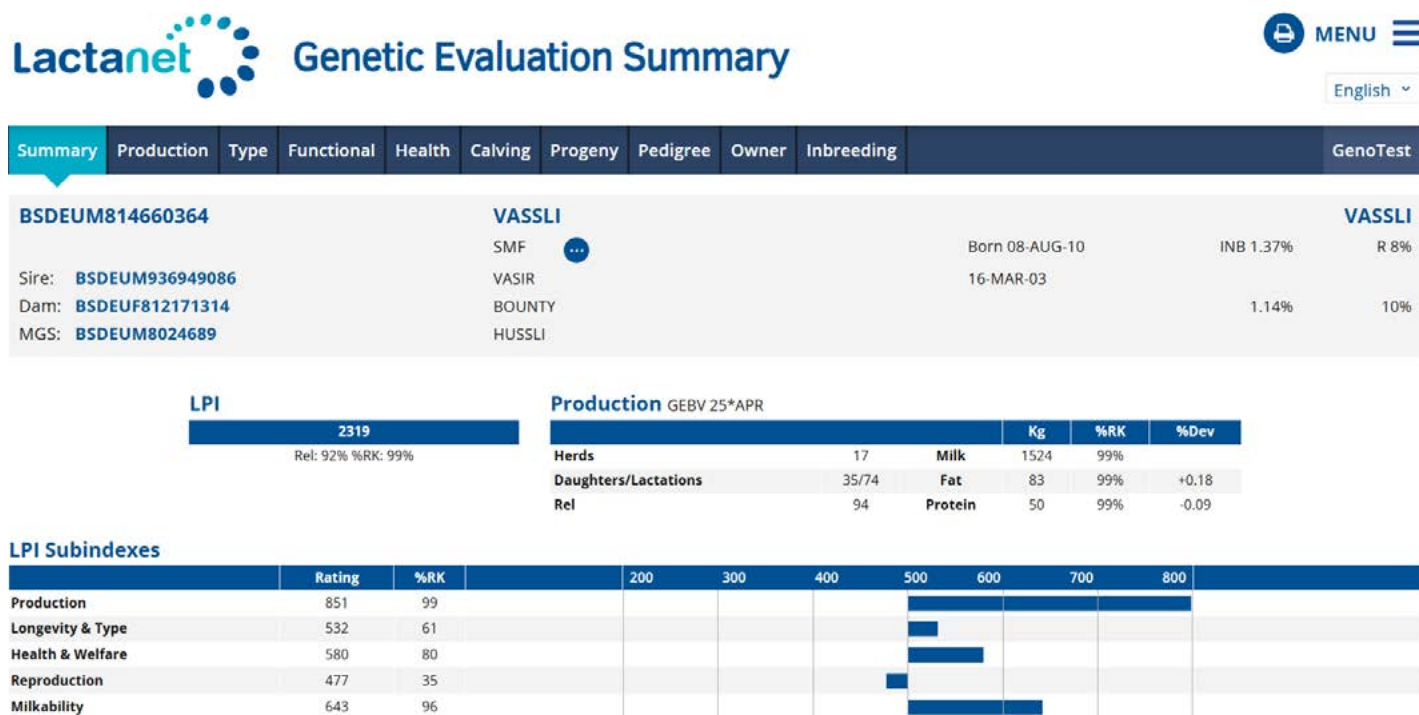 Lactanet
Genetic Evaluation Summary
MENU
English
Summary Production Type Functional Health Calving Progeny Pedigree Owner Inbreeding GenoTest
BSDEUM814660364 VASSLI VASSLI
SMF ... Born 08-AUG-10 INB 1.37% R 8%
Sire: BSDEUM936949086 VASIR 16-MAR-03
Dam: BSDEUF812171314 BOUNTY 1.14% 10%
MGS: BSDEUM8024689 HUSSLI
LPI
2319
Rel: 92% %RK: 99%
Production GEBV 25*APR
Kg %RK %Dev
Herds 17 Milk 1524 99%
Daughters/Lactations 35/74 Fat 83 99% +0.18
Rel 94 Protein 50 99% -0.09
LPI Subindexes
Rating %RK 200 300 400 500 600 700 800
Production 851 99
Longevity & Type 532 61
Health & Welfare 580 80
Reproduction 477 35
Milkability 643 96